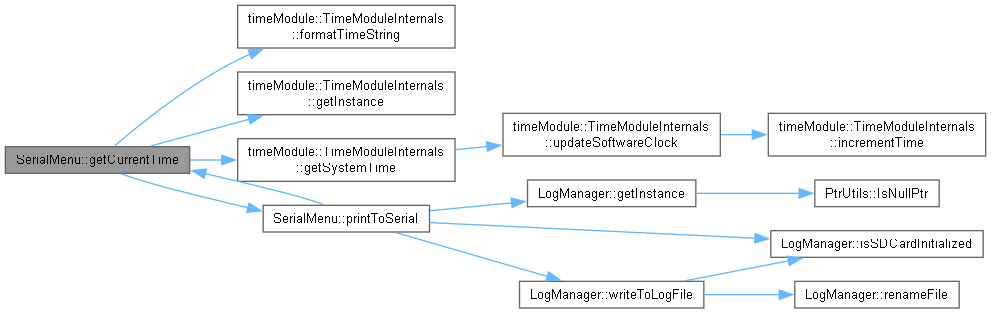 timeModule::TimeModuleInternals
::formatTimeString
timeModule::TimeModuleInternals
::getInstance
SerialMenu::getCurrentTime
timeModule::TimeModuleInternals
::getSystemTime
timeModule::TimeModuleInternals
::updateSoftwareClock
timeModule::TimeModuleInternals
::incrementTime
SerialMenu::printToSerial
LogManager::getInstance
PtrUtils::IsNullPtr
LogManager::isSDCardInitialized
LogManager::writeToLogFile
LogManager::renameFile